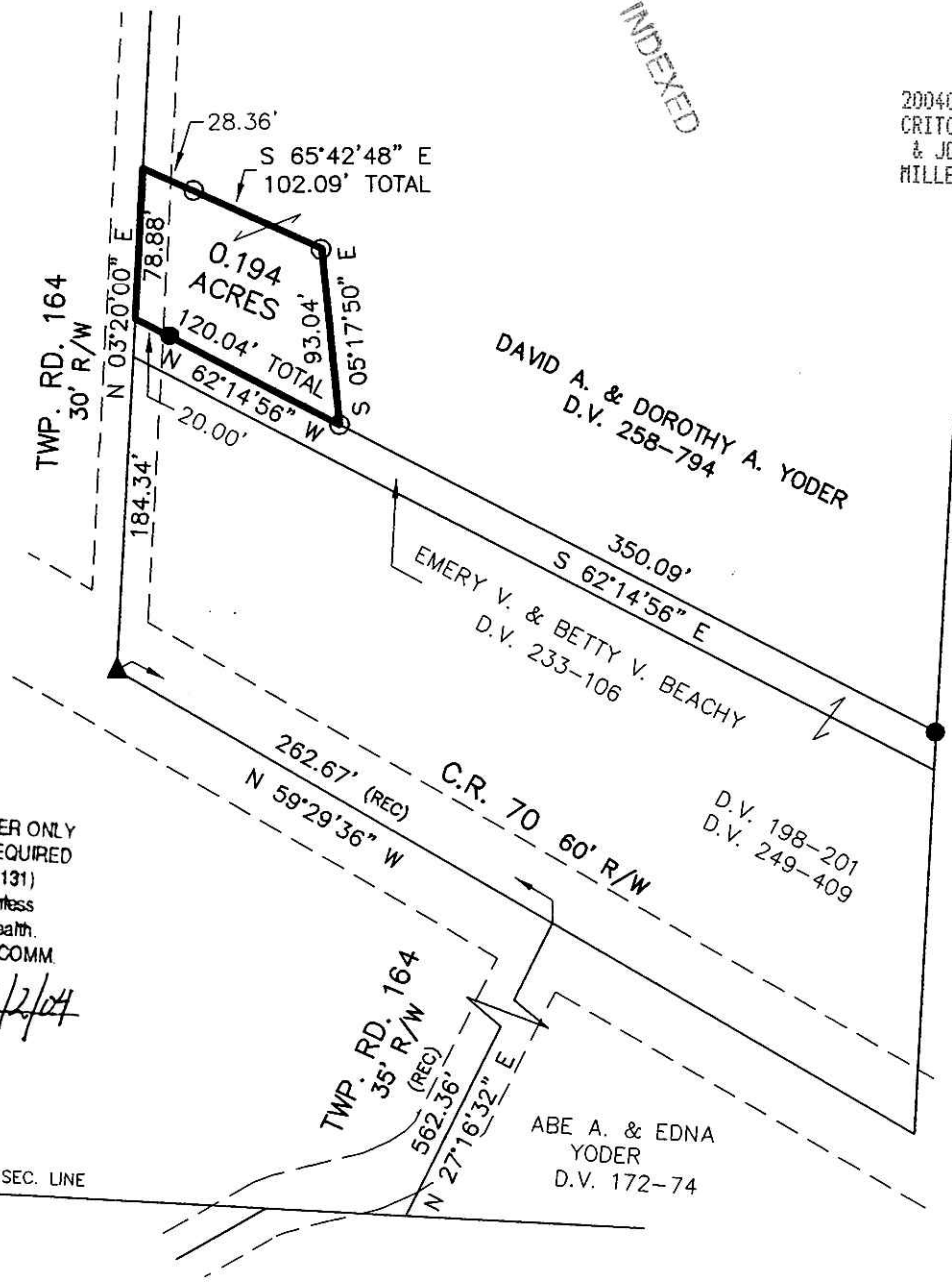 INDEXED
CRITC
& JO
MILLE
28.36'
S 65°42'48" E
102.09' TOTAL
0.194
ACRES
78.88'
N 03°20'00" E
TWP. RD. 164
30' R/W
93.04'
S 05°17'50" E
120.04' TOTAL
N 62°14'56" W
20.00'
184.34'
DAVID A. & DOROTHY A. YODER
D.V. 258-794
350.09'
S 62°14'56" E
EMERY V. & BETTY V. BEACHY
D.V. 233-106
262.67' (REC)
N 59°29'36" W
C.R. 70 60' R/W
D.V. 198-201
D.V. 249-409
ER ONLY
EQUIRED
131)
ealth.
COMM.
/2/04
TWP. RD. 164
35' R/W
(REC)
562.36'
N 27°16'32" E
ABE A. & EDNA
YODER
D.V. 172-74
SEC. LINE